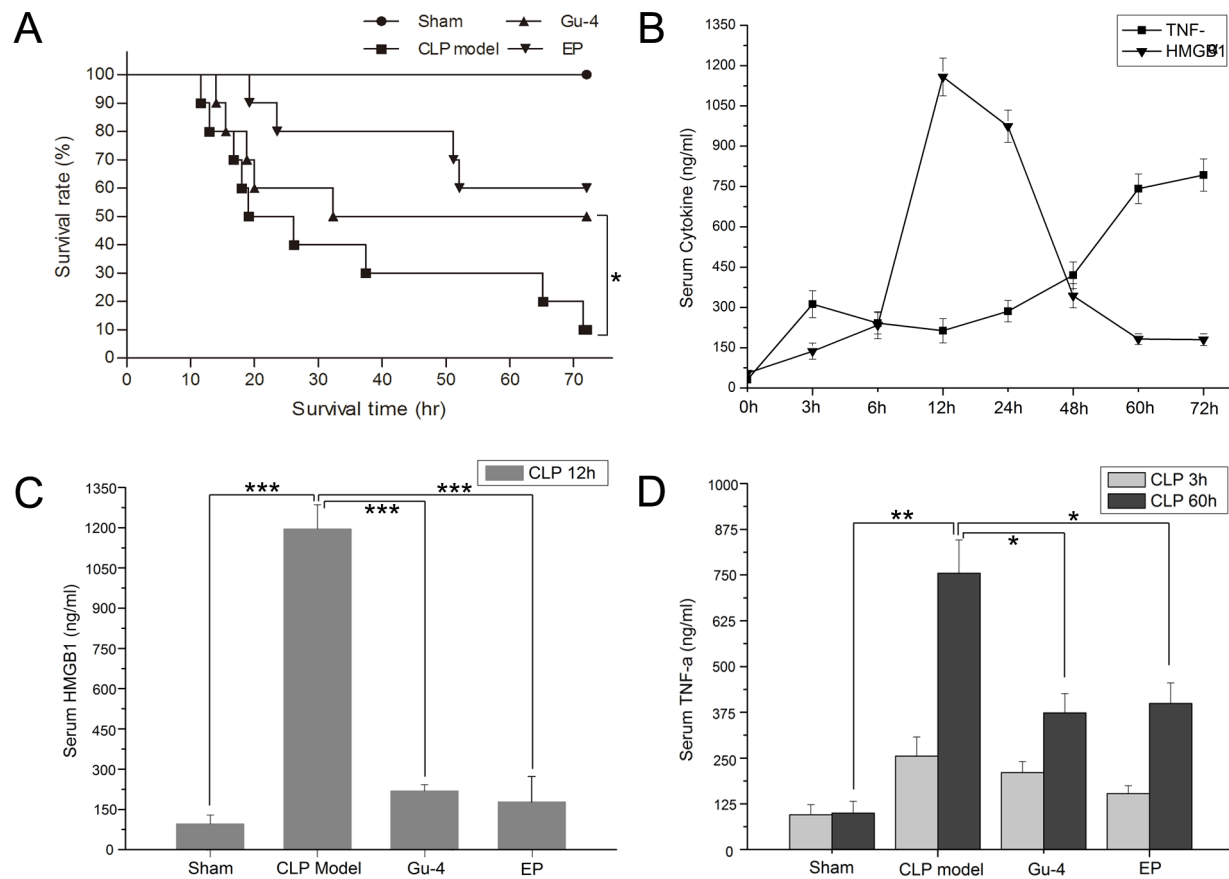 A
Sham
Gu-4
CLP model
EP
100
90
80
70
60
50
40
30
20
10
0
Survival rate (%)
*
0 10 20 30 40 50 60 70
Survival time (hr)
B
TNF-α
HMGB1
1350
1200
1050
900
750
600
450
300
150
0
Serum Cytokine (ng/ml)
0h 3h 6h 12h 24h 48h 60h 72h
C
CLP 12h
1350
1200
1050
900
750
600
450
300
150
0
Serum HMGB1 (ng/ml)
*** *** ***
Sham CLP Model Gu-4 EP
D
CLP 3h
CLP 60h
1000
875
750
625
500
375
250
125
0
Serum TNF-a (ng/ml)
** * *
Sham CLP model Gu-4 EP